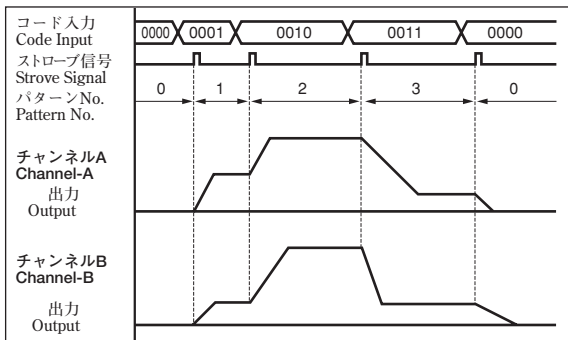 コード入力
Code Input
0000 0001 0010 0011 0000
ストローブ信号
Strove Signal
パターンNo.
Pattern No.
0 1 2 3 0
チャンネルA
Channel-A
出力
Output
チャンネルB
Channel-B
出力
Output